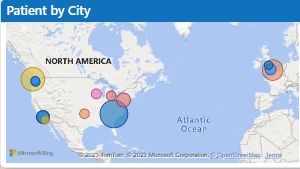 Patient by City
NORTH AMERICA
Atlantic
Ocean
Microsoft Bing
© 2023 TomTom, © 2023 Microsoft Corporation, © OpenStreetMap Terms